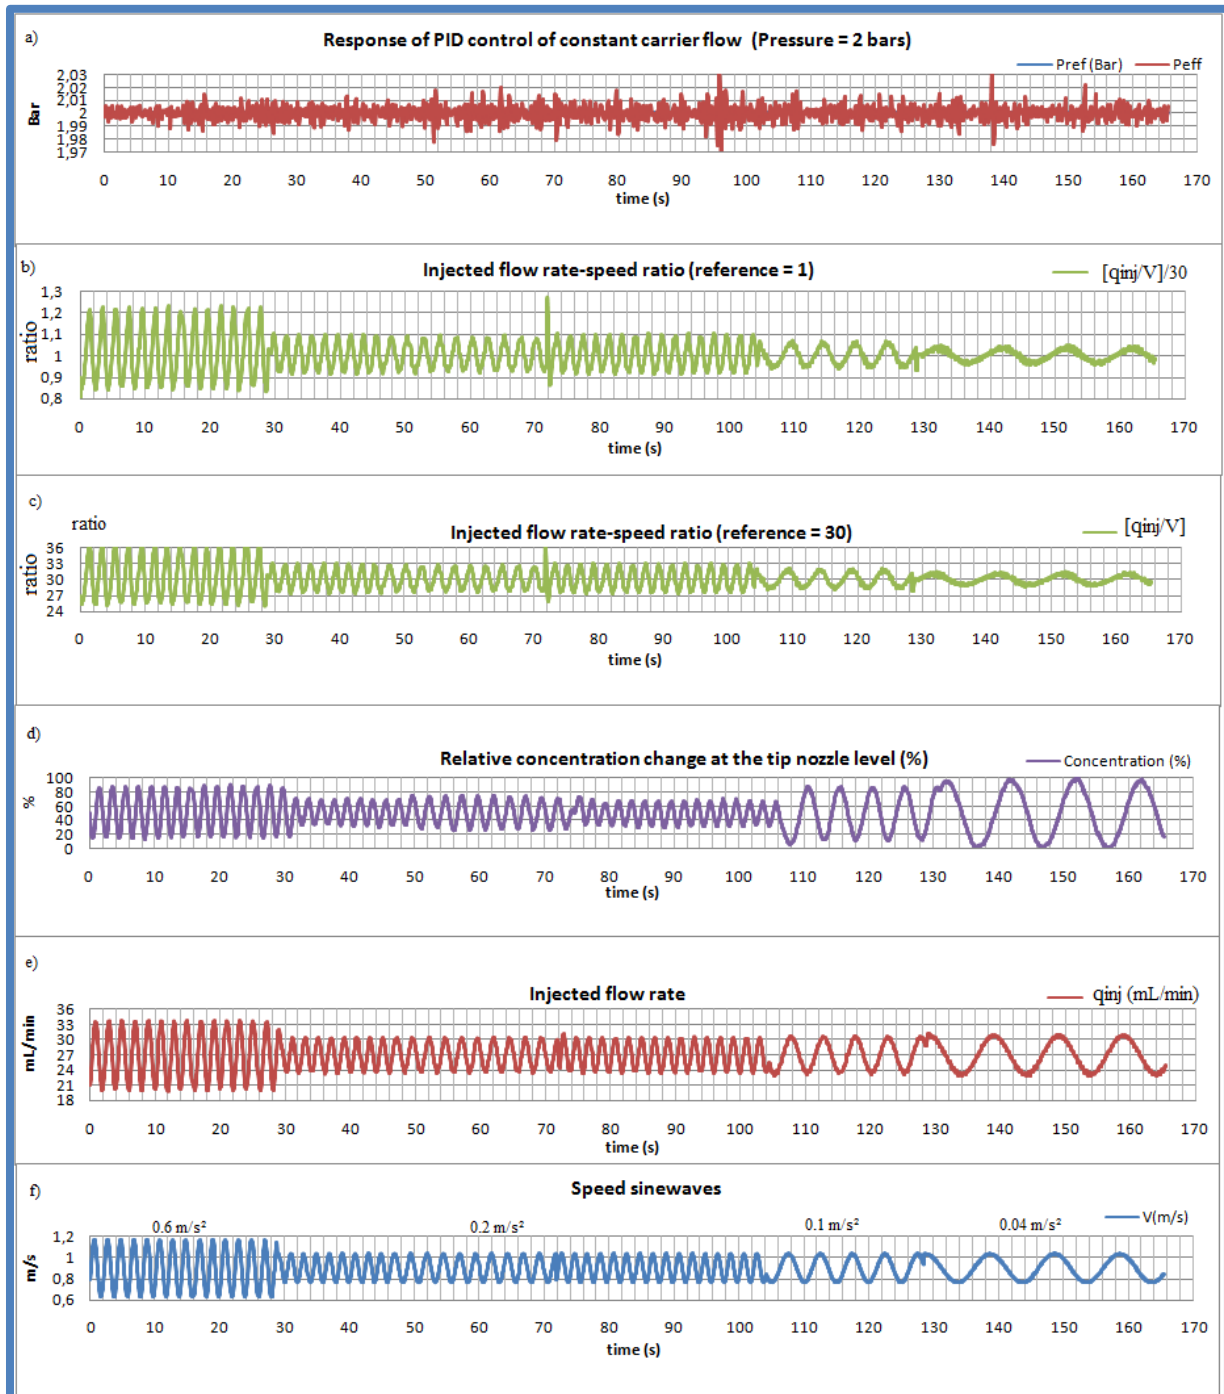 a)
Response of PID control of constant carrier flow (Pressure = 2 bars)
Pref (Bar) Peff
2,03
2,02
2,01
2
1,99
1,98
1,97
Bar
0 10 20 30 40 50 60 70 80 90 100 110 120 130 140 150 160 170
time (s)
b)
Injected flow rate-speed ratio (reference = 1)
[qinj/V]/30
1,3
1,2
1,1
1
0,9
0,8
ratio
0 10 20 30 40 50 60 70 80 90 100 110 120 130 140 150 160 170
time (s)
c)
ratio
Injected flow rate-speed ratio (reference = 30)
[qinj/V]
36
33
30
27
24
ratio
0 10 20 30 40 50 60 70 80 90 100 110 120 130 140 150 160 170
time (s)
d)
Relative concentration change at the tip nozzle level (%)
Concentration (%)
100
80
60
40
20
0
%
0 10 20 30 40 50 60 70 80 90 100 110 120 130 140 150 160 170
time (s)
e)
Injected flow rate
qinj (mL/min)
36
33
30
27
24
21
18
mL/min
0 10 20 30 40 50 60 70 80 90 100 110 120 130 140 150 160 170
time (s)
f)
Speed sinewaves
0.6 m/s² 0.2 m/s² 0.1 m/s² 0.04 m/s²
V(m/s)
1,2
1
0,8
0,6
m/s
0 10 20 30 40 50 60 70 80 90 100 110 120 130 140 150 160 170
time (s)